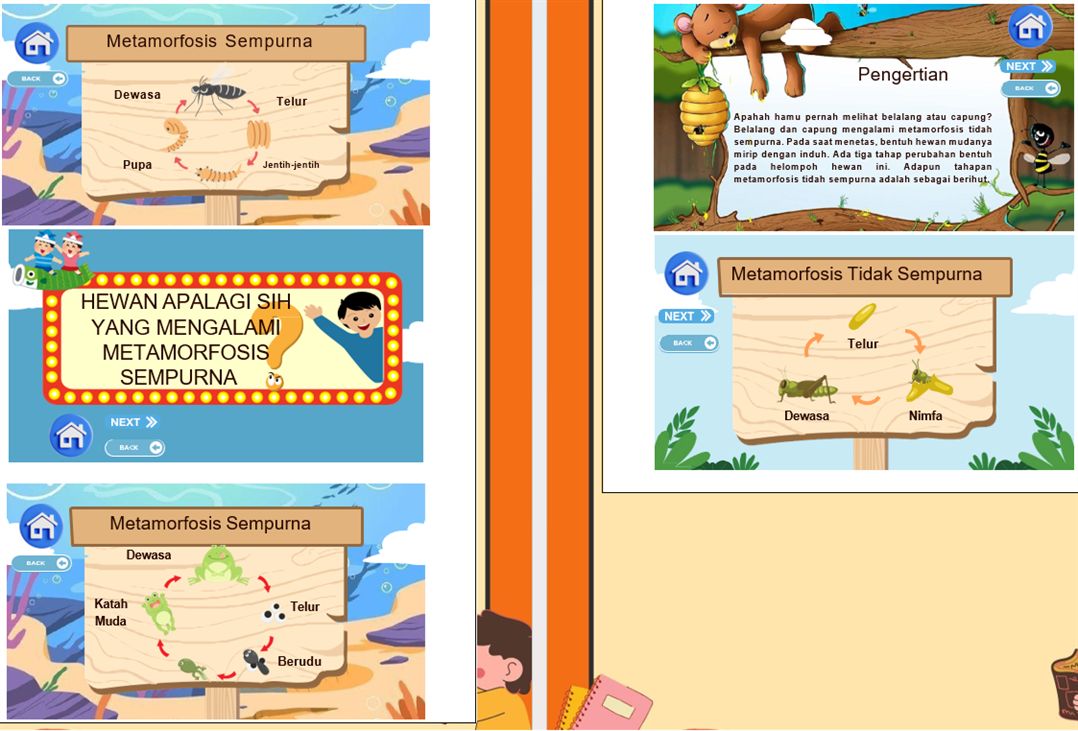 Metamorfosis Sempurna
BACK
Dewasa
Telur
Pupa
Jentih-jentih
HEWAN APALAGI SIH
YANG MENGALAMI
METAMORFOSIS
SEMPURNA
NEXT
BACK
Metamorfosis Sempurna
BACK
Dewasa
Katah
Muda
Telur
Berudu
NEXT
BACK
Pengertian
Apahah hamu pernah melihat belalang atau capung?
Belalang dan capung mengalami metamorfosis tidah
sempurna. Pada saat menetas, bentuh hewan mudanya
mirip dengan induh. Ada tiga tahap perubahan bentuh
pada helompoh hewan ini. Adapun tahapan
metamorfosis tidah sempurna adalah sebagai berihut.
Metamorfosis Tidak Sempurna
NEXT
BACK
Telur
Dewasa
Nimfa